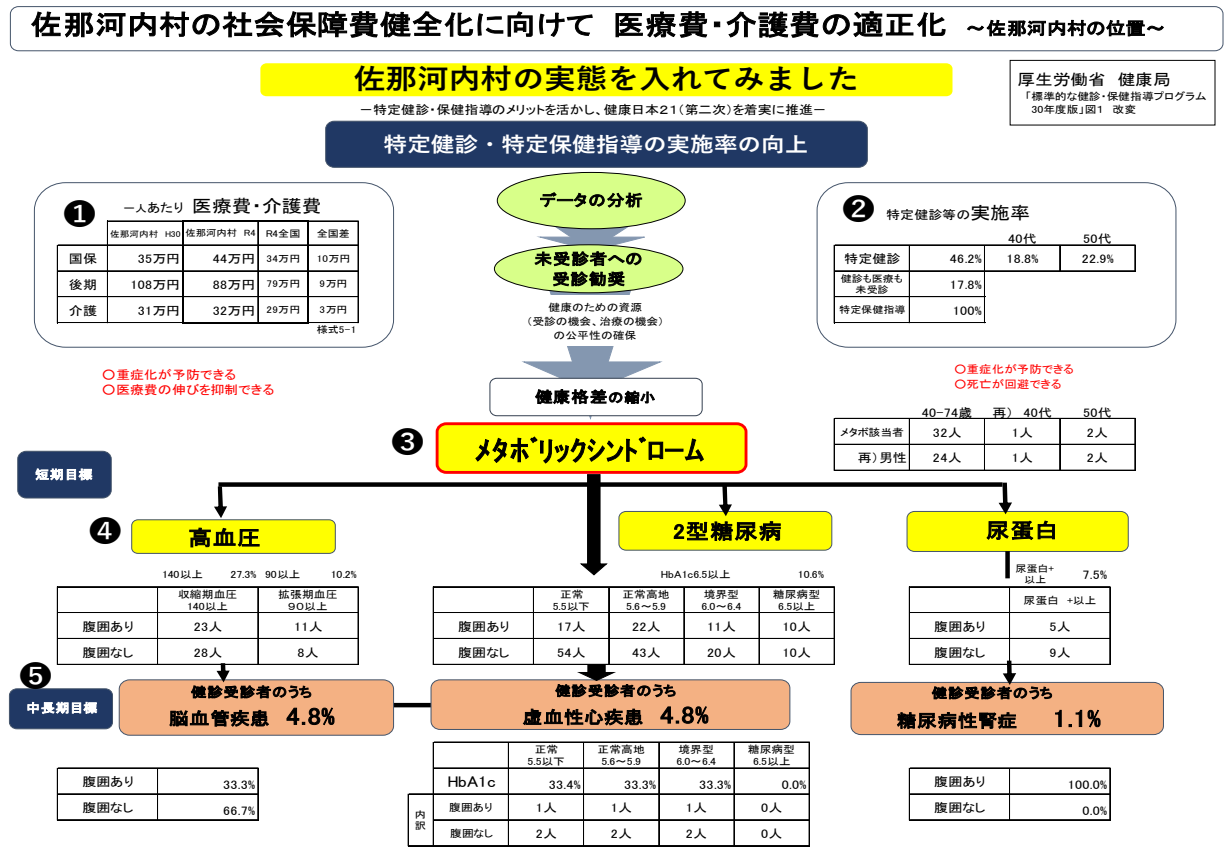 佐那河内村の社会保障費健全化に向けて 医療費・介護費の適正化 ～佐那河内村の位置～
佐那河内村の実態を入れてみました
－特定健診・保健指導のメリットを活かし、健康日本21（第二次）を着実に推進－
厚生労働省 健康局
「標準的な健診・保健指導プログラム
30年度版」図1 改変
特定健診・特定保健指導の実施率の向上
❶ 一人あたり 医療費・介護費
佐那河内村 H30 佐那河内村 R4 R4全国 全国差
国保 35万円 44万円 34万円 10万円
後期 108万円 88万円 79万円 9万円
介護 31万円 32万円 29万円 3万円
様式5-1
○重症化が予防できる
○医療費の伸びを抑制できる
データの分析
未受診者への
受診勧奨
健康のための資源
（受診の機会、治療の機会）
の公平性の確保
健康格差の縮小
❷ 特定健診等の実施率
40代 50代
特定健診 46.2% 18.8% 22.9%
健診も医療も
未受診 17.8%
特定保健指導 100%
○重症化が予防できる
○死亡が回避できる
40-74歳 再） 40代 50代
メタボ該当者 32人 1人 2人
再）男性 24人 1人 2人
❸ メタボリックシンドローム
短期目標
❹ 高血圧
140以上 27.3% 90以上 10.2%
収縮期血圧
140以上 拡張期血圧
90以上
腹囲あり 23人 11人
腹囲なし 28人 8人
2型糖尿病
HbA1c6.5以上 10.6%
正常
5.5以下 正常高地
5.6～5.9 境界型
6.0～6.4 糖尿病型
6.5以上
腹囲あり 17人 22人 11人 10人
腹囲なし 54人 43人 20人 10人
尿蛋白
尿蛋白+
以上 7.5%
尿蛋白 +以上
腹囲あり 5人
腹囲なし 9人
❺
中長期目標
健診受診者のうち
脳血管疾患 4.8%
健診受診者のうち
虚血性心疾患 4.8%
健診受診者のうち
糖尿病性腎症 1.1%
腹囲あり 33.3%
腹囲なし 66.7%
正常
5.5以下 正常高地
5.6～5.9 境界型
6.0～6.4 糖尿病型
6.5以上
HbA1c 33.4% 33.3% 33.3% 0.0%
内訳
腹囲あり 1人 1人 1人 0人
腹囲なし 2人 2人 2人 0人
腹囲あり 100.0%
腹囲なし 0.0%